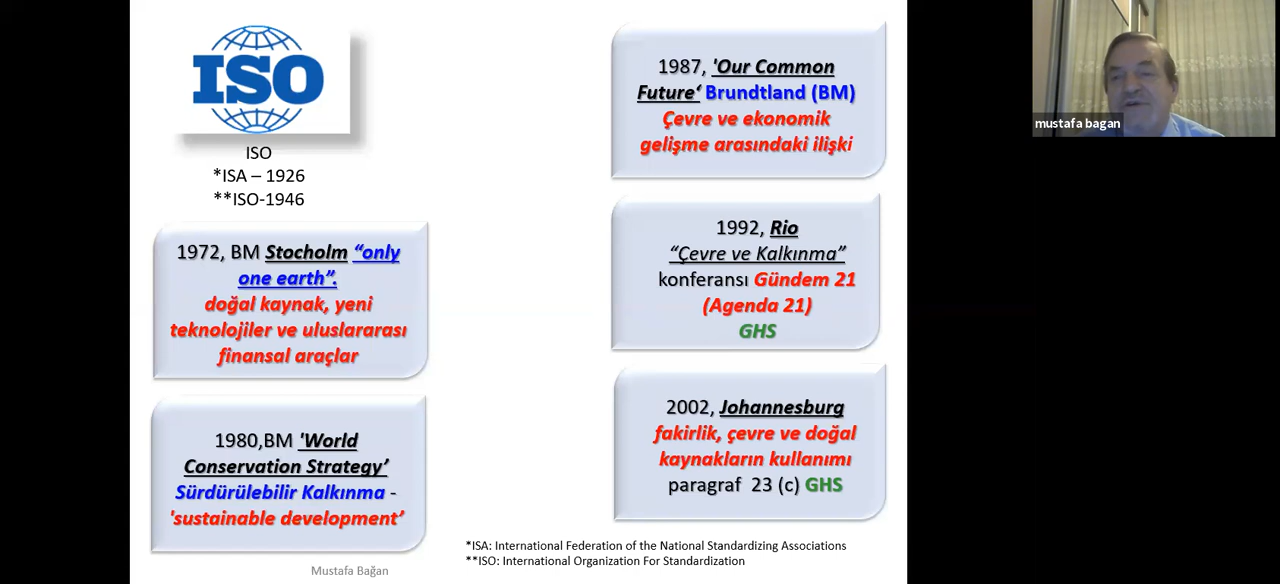 ISO
ISO
*ISA – 1926
**ISO-1946
1972, BM Stocholm “only
one earth”.
doğal kaynak, yeni
teknolojiler ve uluslararası
finansal araçlar
1980,BM 'World
Conservation Strategy’
Sürdürülebilir Kalkınma -
'sustainable development’
Mustafa Bağan
1987, 'Our Common
Future‘ Brundtland (BM)
Çevre ve ekonomik
gelişme arasındaki ilişki
1992, Rio
“Çevre ve Kalkınma”
konferansı Gündem 21
(Agenda 21)
GHS
2002, Johannesburg
fakirlik, çevre ve doğal
kaynakların kullanımı
paragraf 23 (c) GHS
*ISA: International Federation of the National Standardizing Associations
**ISO: International Organization For Standardization
mustafa bagan